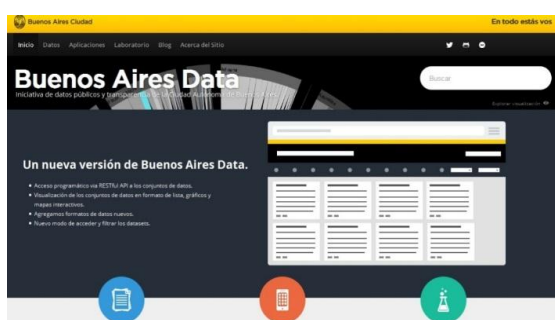 Buenos Aires Ciudad
En todo estás vos
Inicio Datos Aplicaciones Laboratorio Blog Acerca del Sitio
Buenos Aires Data
Iniciativa de datos públicos y transparencia de la Ciudad Autónoma de Buenos Aires
Buscar
Explorar visualización
Un nueva versión de Buenos Aires Data.
Acceso programático via RESTful API a los conjuntos de datos.
Visualización de los conjuntos de datos en formato de lista, gráficos y
mapas interactivos.
Agregamos formatos de datos nuevos.
Nuevo modo de acceder y filtrar los datasets.